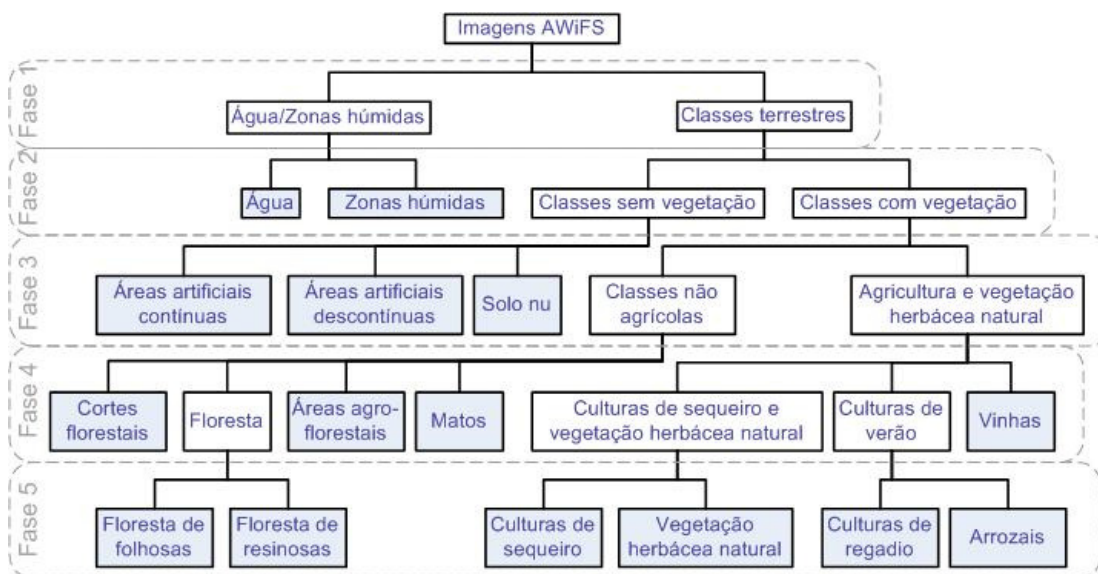 Imagens AWiFS
Fase 1
Água/Zonas húmidas
Classes terrestres
Fase 2
Água
Zonas húmidas
Classes sem vegetação
Classes com vegetação
Fase 3
Áreas artificiais
contínuas
Áreas artificiais
descontínuas
Solo nu
Classes não
agrícolas
Agricultura e vegetação
herbácea natural
Fase 4
Cortes
florestais
Floresta
Áreas agro-
florestais
Matos
Culturas de sequeiro e
vegetação herbácea natural
Culturas de
verão
Vinhas
Fase 5
Floresta de
folhosas
Floresta de
resinosas
Culturas de
sequeiro
Vegetação
herbácea natural
Culturas de
regadio
Arrozais